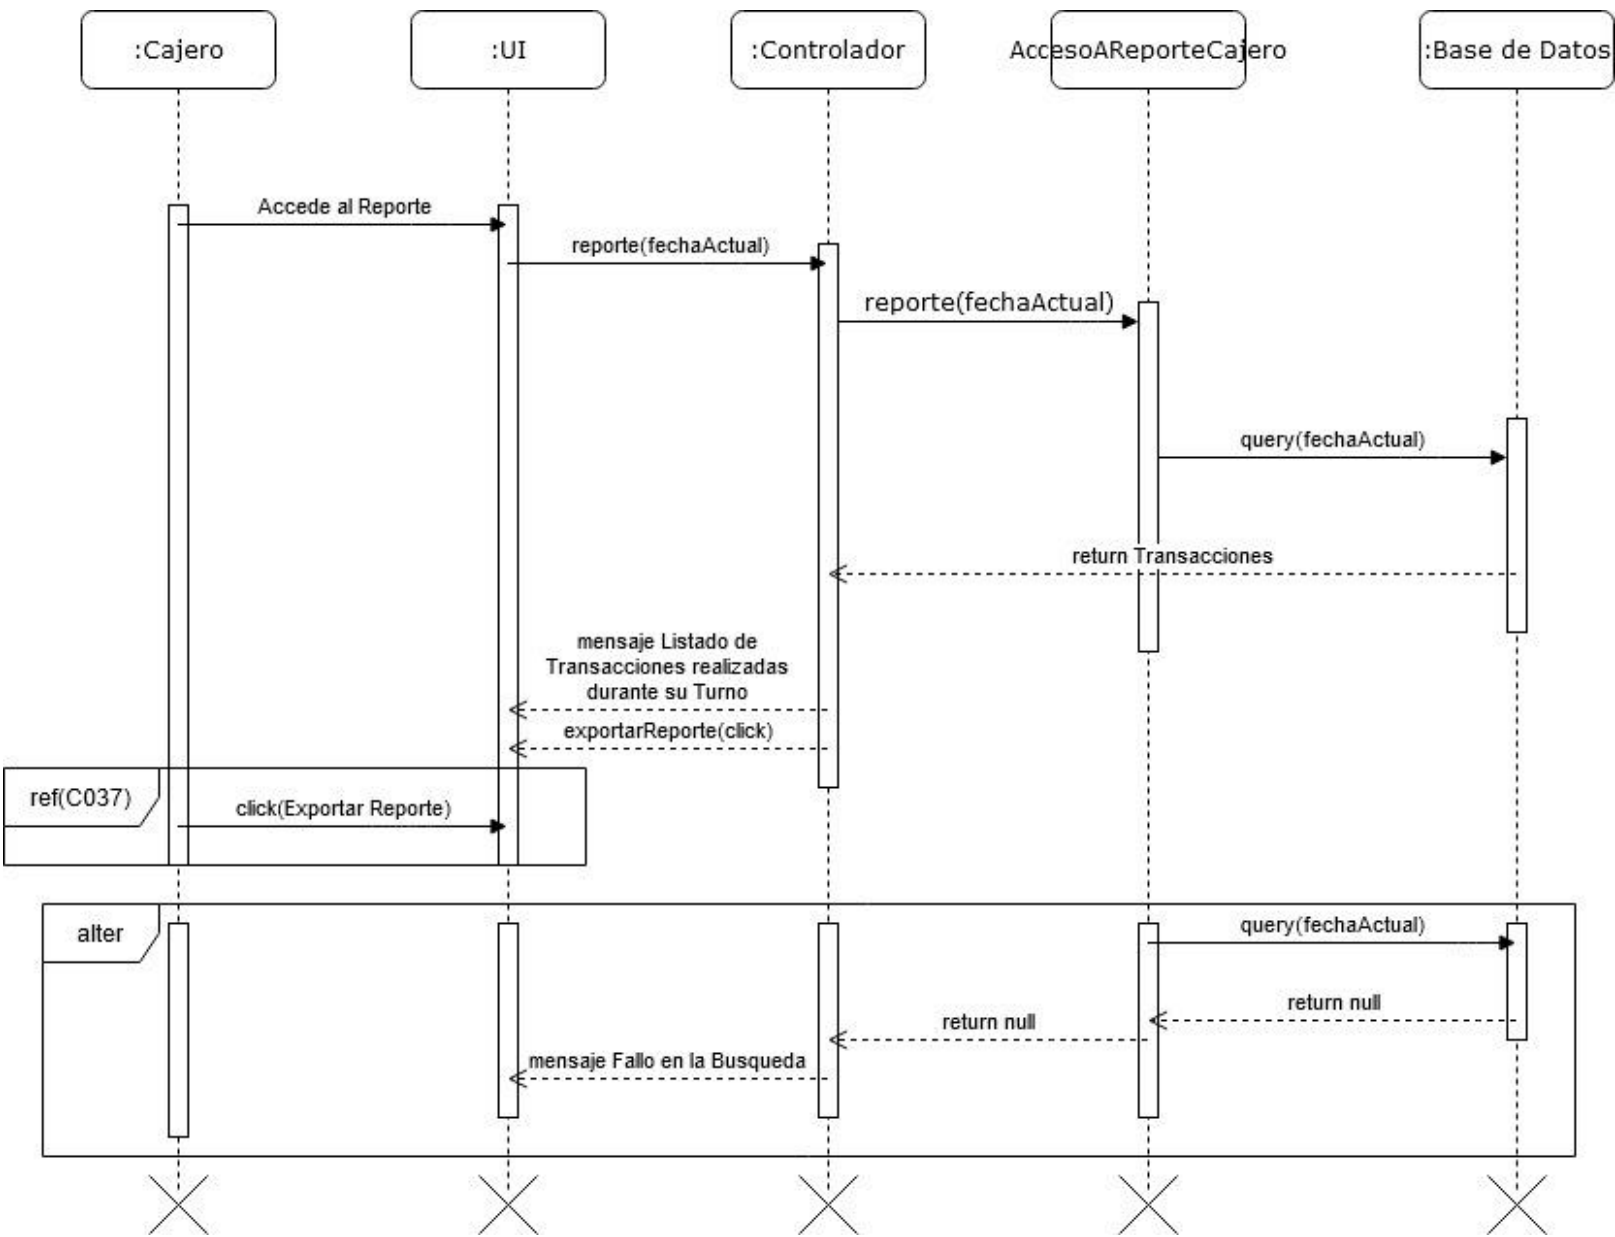 :Cajero
:UI
:Controlador
AccesoAReporteCajero
:Base de Datos
Accede al Reporte
reporte(fechaActual)
reporte(fechaActual)
query(fechaActual)
return Transacciones
mensaje Listado de
Transacciones realizadas
durante su Turno
exportarReporte(click)
ref(C037)
click(Exportar Reporte)
alter
query(fechaActual)
return null
return null
mensaje Fallo en la Busqueda